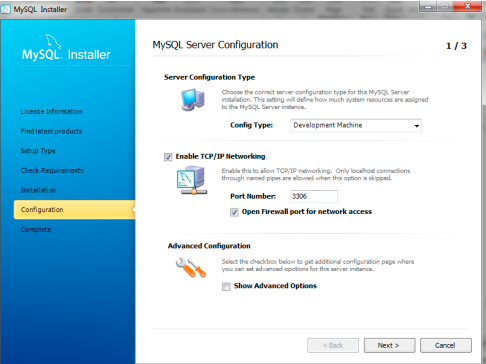 MySQL Installer
MySQL Installer
License Information
Find latest products
Setup Type
Check Requirements
Installation
Configuration
Complete
MySQL Server Configuration
1 / 3
Server Configuration Type
Choose the correct server configuration type for this MySQL Server
installation. This setting will define how much system resources are assigned
to the MySQL Server instance.
Config Type: Development Machine
Enable TCP/IP Networking
Enable this to allow TCP/IP networking. Only localhost connections
through named pipes are allowed when this option is skipped.
Port Number: 3306
Open Firewall port for network access
Advanced Configuration
Select the checkbox below to get additional configuration page where
you can set advanced options for this server instance.
Show Advanced Options
< Back Next > Cancel